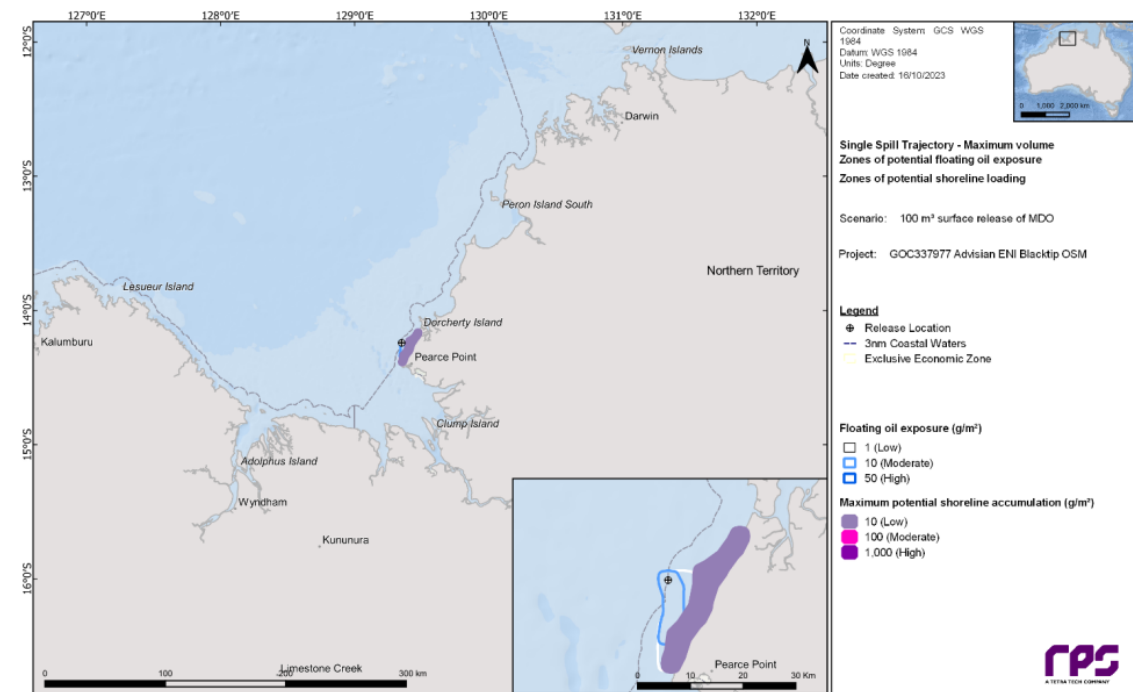 127°0'E 128°0'E 129°0'E 130°0'E 131°0'E 132°0'E
12°0'S
13°0'S
14°0'S
15°0'S
16°0'S
N
Vernon Islands
Darwin
Peron Island South
Northern Territory
Lesueur Island
Dorcherty Island
Kalumburu
Pearce Point
Clump Island
Adolphus Island
Wyndham
Kununura
Limestone Creek
0 100 200 300 km
Pearce Point
0 10 20 30 Km
Coordinate System: GCS WGS
1984
Datum: WGS 1984
Units: Degree
Date created: 16/10/2023
0 1,000 2,000 km
Single Spill Trajectory - Maximum volume
Zones of potential floating oil exposure
Zones of potential shoreline loading
Scenario: 100 m³ surface release of MDO
Project: GOC337977 Advisian ENI Blacktip OSM
Legend
Release Location
3nm Coastal Waters
Exclusive Economic Zone
Floating oil exposure (g/m²)
1 (Low)
10 (Moderate)
50 (High)
Maximum potential shoreline accumulation (g/m²)
10 (Low)
100 (Moderate)
1,000 (High)
rps
A TETRA TECH COMPANY